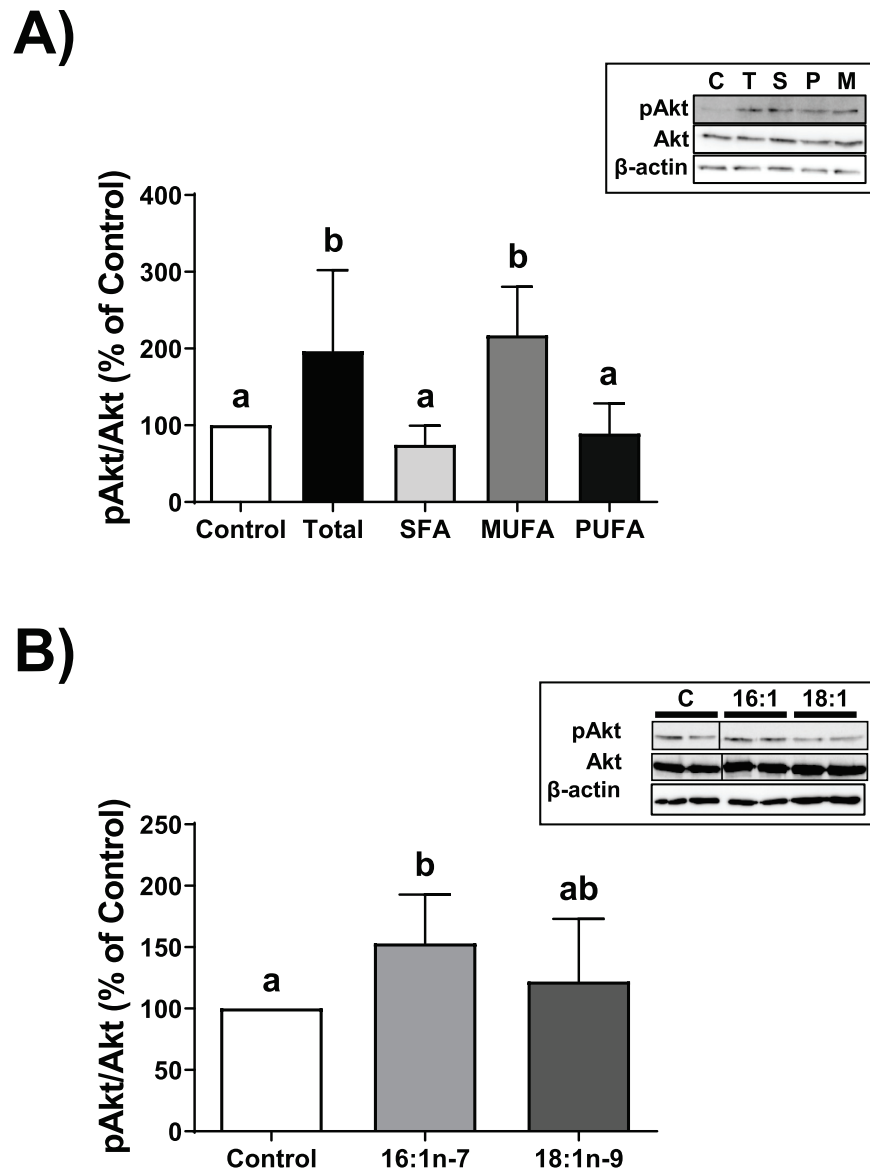 A)
C T S P M
pAkt
Akt
β-actin
pAkt/Akt (% of Control)
400
300
200
100
0
b
b
a
a
a
Control Total SFA MUFA PUFA
B)
C 16:1 18:1
pAkt
Akt
β-actin
pAkt/Akt (% of Control)
250
200
150
100
50
0
a
b
ab
Control 16:1n-7 18:1n-9